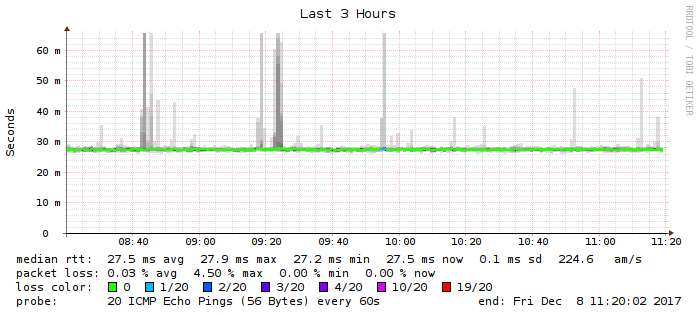 Last 3 Hours
RRDTOOL / TOBI OETIKER
Seconds
60 m
50 m
40 m
30 m
20 m
10 m
0
08:40 09:00 09:20 09:40 10:00 10:20 10:40 11:00 11:20
median rtt: 27.5 ms avg 27.9 ms max 27.2 ms min 27.5 ms now 0.1 ms sd 224.6 am/s
packet loss: 0.03 % avg 4.50 % max 0.00 % min 0.00 % now
loss color: 0 1/20 2/20 3/20 4/20 10/20 19/20
probe: 20 ICMP Echo Pings (56 Bytes) every 60s end: Fri Dec 8 11:20:02 2017